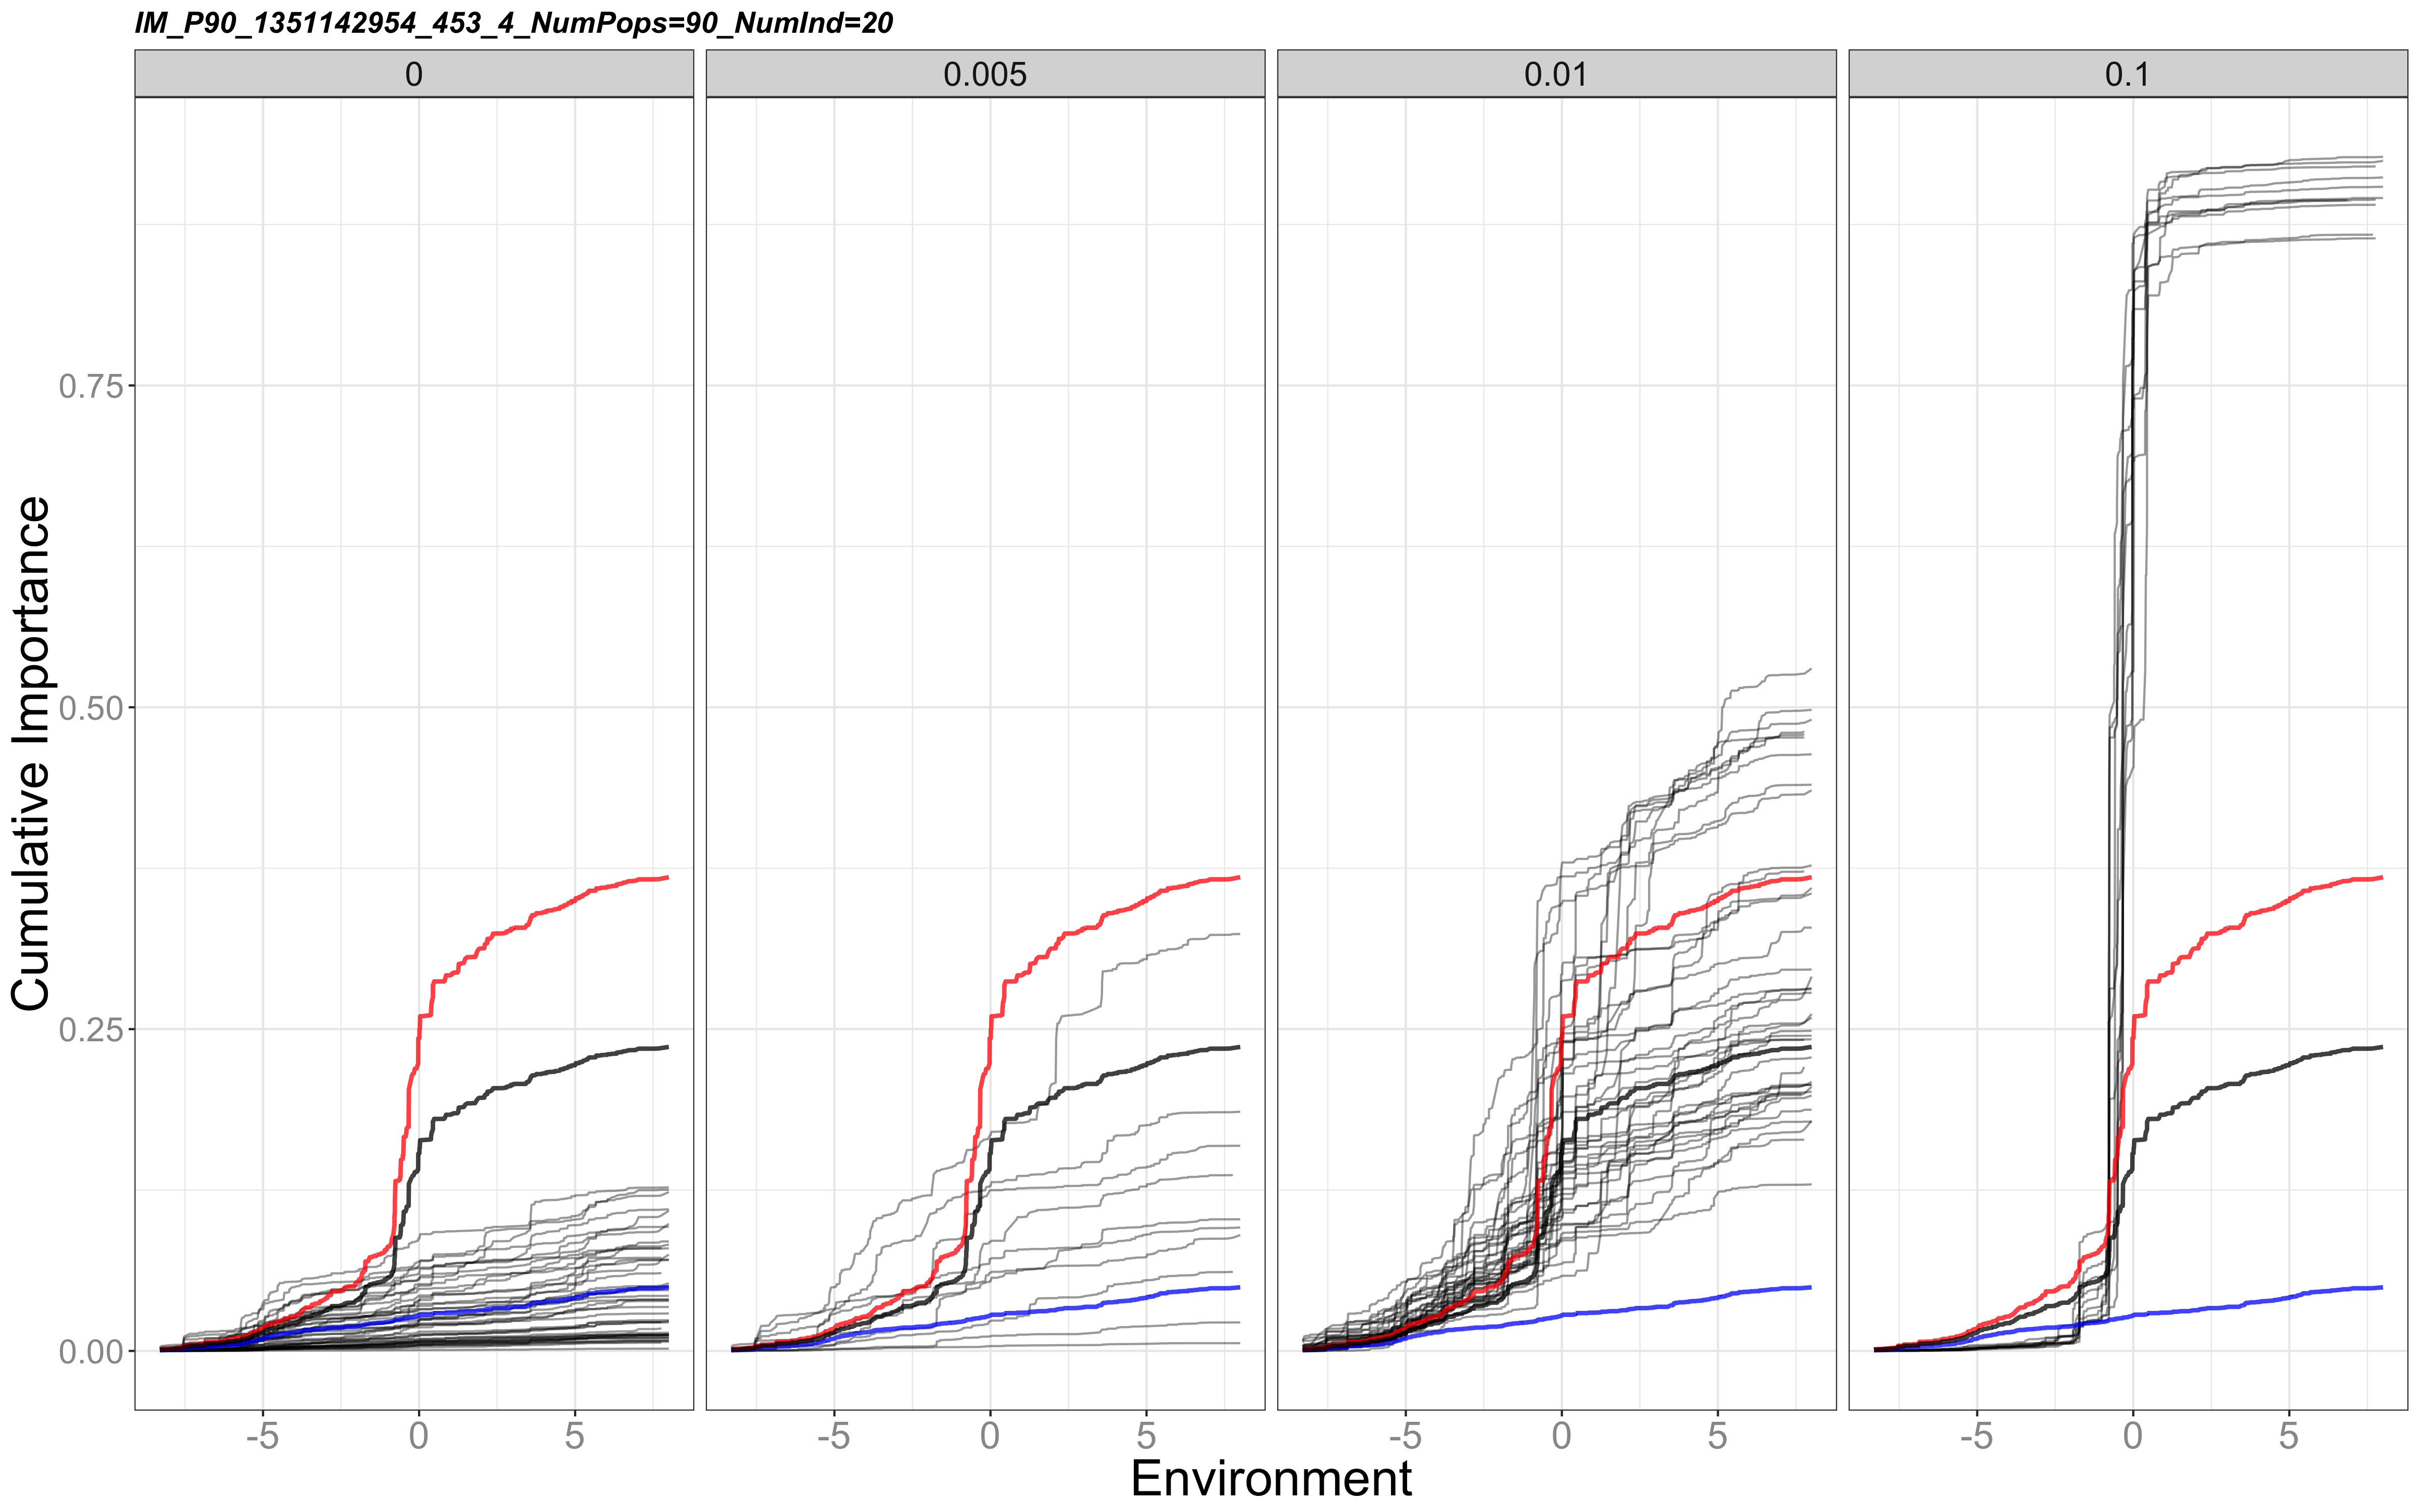 IM_P90_1351142954_453_4_NumPops=90_NumInd=20
0 0.005 0.01 0.1
Cumulative Importance
0.75
0.50
0.25
0.00
-5 0 5 -5 0 5 -5 0 5 -5 0 5
Environment